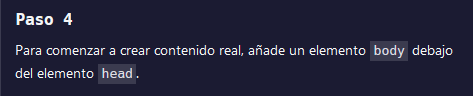 Paso 4
Para comenzar a crear contenido real, añade un elemento body debajo
del elemento head.